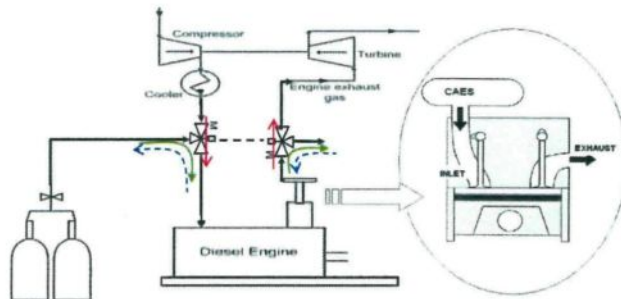 Compressor
Turbine
Cooler
Engine exhaust
gas
M
M
Diesel Engine
CAES
INLET
EXHAUST